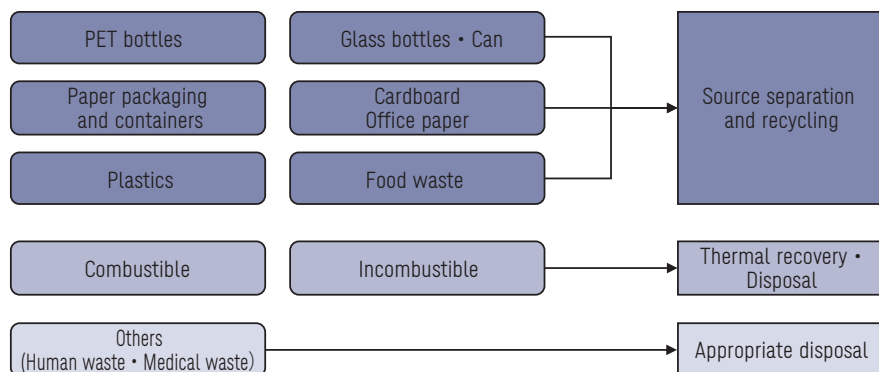 PET bottles
Glass bottles・Can
Paper packaging
and containers
Cardboard
Office paper
Source separation
and recycling
Plastics
Food waste
Combustible
Incombustible
Thermal recovery・
Disposal
Others
(Human waste・Medical waste)
Appropriate disposal